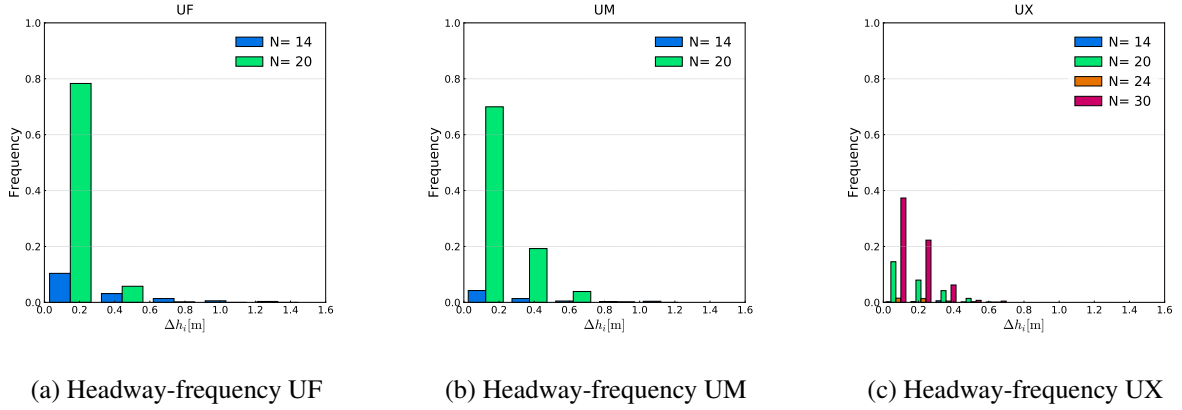 UF
1.0
N= 14
N= 20
0.8
0.6
Frequency
0.4
0.2
0.0
0.0 0.2 0.4 0.6 0.8 1.0 1.2 1.4 1.6
Δh_i[m]
UM
1.0
N= 14
N= 20
0.8
0.6
Frequency
0.4
0.2
0.0
0.0 0.2 0.4 0.6 0.8 1.0 1.2 1.4 1.6
Δh_i[m]
UX
1.0
N= 14
N= 20
N= 24
N= 30
0.8
0.6
Frequency
0.4
0.2
0.0
0.0 0.2 0.4 0.6 0.8 1.0 1.2 1.4 1.6
Δh_i[m]
(a) Headway-frequency UF
(b) Headway-frequency UM
(c) Headway-frequency UX